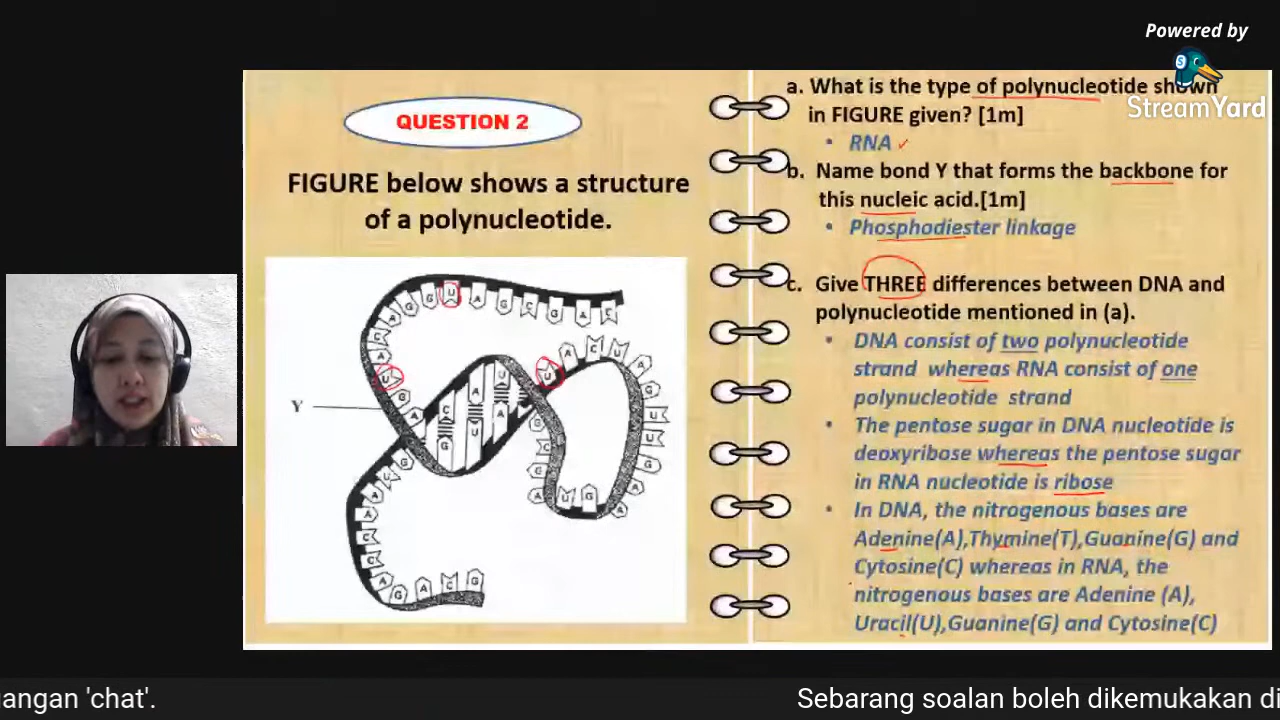 Powered by
StreamYard
QUESTION 2
FIGURE below shows a structure
of a polynucleotide.
Y
a. What is the type of polynucleotide shown
in FIGURE given? [1m]
• RNA
b. Name bond Y that forms the backbone for
this nucleic acid.[1m]
• Phosphodiester linkage
c. Give THREE differences between DNA and
polynucleotide mentioned in (a).
• DNA consist of two polynucleotide
strand whereas RNA consist of one
polynucleotide strand
• The pentose sugar in DNA nucleotide is
deoxyribose whereas the pentose sugar
in RNA nucleotide is ribose
• In DNA, the nitrogenous bases are
Adenine(A),Thymine(T),Guanine(G) and
Cytosine(C) whereas in RNA, the
nitrogenous bases are Adenine (A),
Uracil(U),Guanine(G) and Cytosine(C)
gangan 'chat'.
Sebarang soalan boleh dikemukakan di